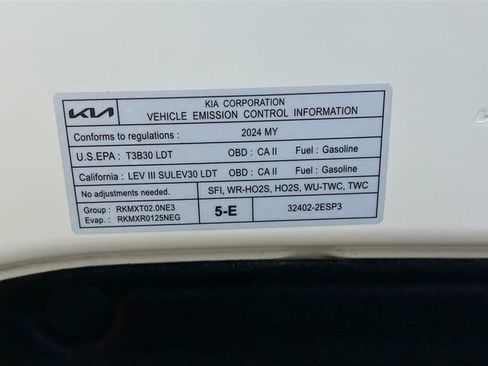 KIA
KIA CORPORATION
VEHICLE EMISSION CONTROL INFORMATION
Conforms to regulations : 2024 MY
U.S.EPA : T3B30 LDT OBD : CA II Fuel : Gasoline
California : LEV III SULEV30 LDT OBD : CA II Fuel : Gasoline
No adjustments needed. SFI, WR-HO2S, HO2S, WU-TWC, TWC
Group : RKMXT02.0NE3
Evap. : RKMXR0125NEG
5-E
32402-2ESP3